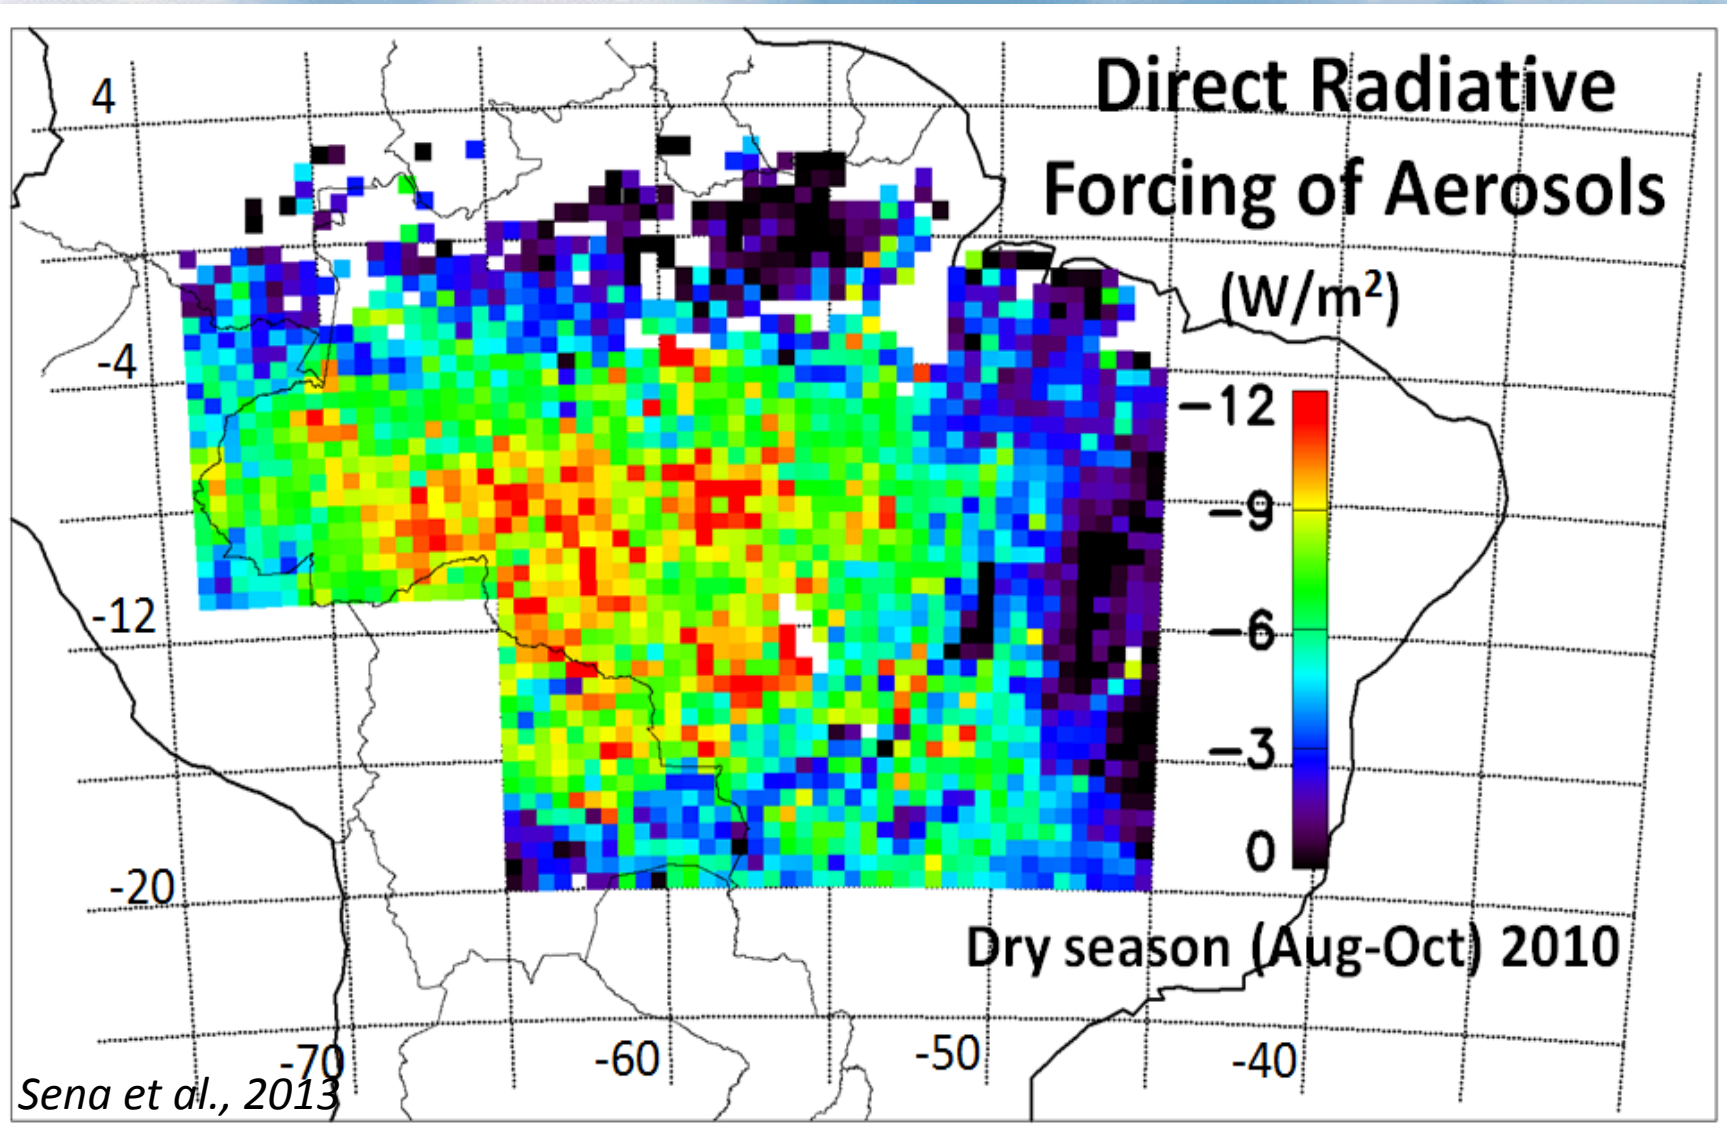 Direct Radiative
Forcing of Aerosols
(W/m²)
4
-4
-12
-20
−12
−9
−6
−3
0
Dry season (Aug-Oct) 2010
-70
-60
-50
-40
Sena et al., 2013